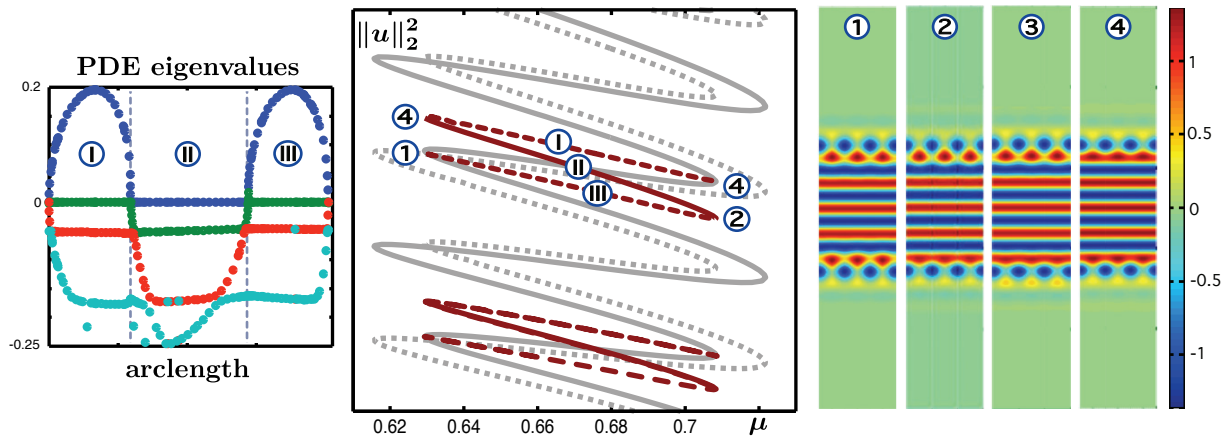 PDE eigenvalues
0.2
0
-0.25
I
II
III
arclength
‖u‖₂²
4
1
I
II
III
4
2
0.62
0.64
0.66
0.68
0.7
μ
1
2
3
4
1
0.5
0
-0.5
-1